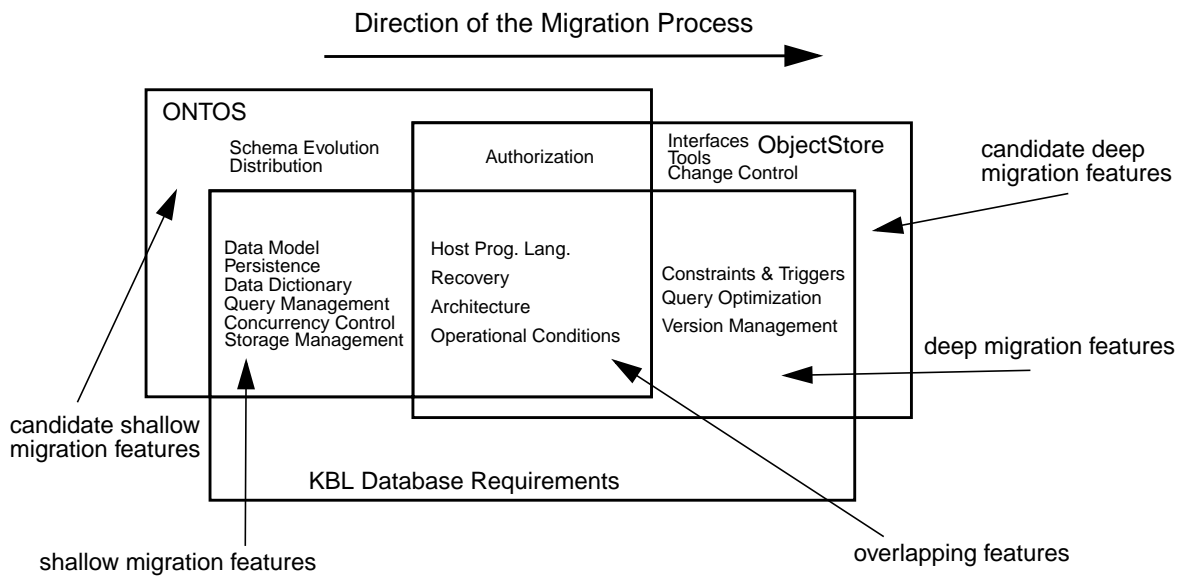 Direction of the Migration Process
ONTOS
Schema Evolution
Distribution
Authorization
Interfaces
Tools
Change Control
ObjectStore
candidate deep
migration features
Data Model
Persistence
Data Dictionary
Query Management
Concurrency Control
Storage Management
Host Prog. Lang.
Recovery
Architecture
Operational Conditions
Constraints & Triggers
Query Optimization
Version Management
deep migration features
candidate shallow
migration features
KBL Database Requirements
shallow migration features
overlapping features